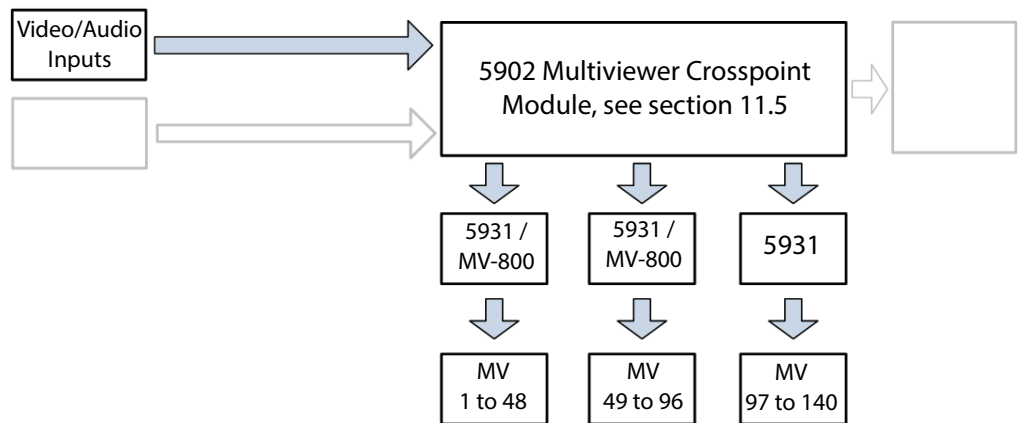 Video/Audio
Inputs
5902 Multiviewer Crosspoint
Module, see section 11.5
5931 /
MV-800
5931 /
MV-800
5931
MV
1 to 48
MV
49 to 96
MV
97 to 140